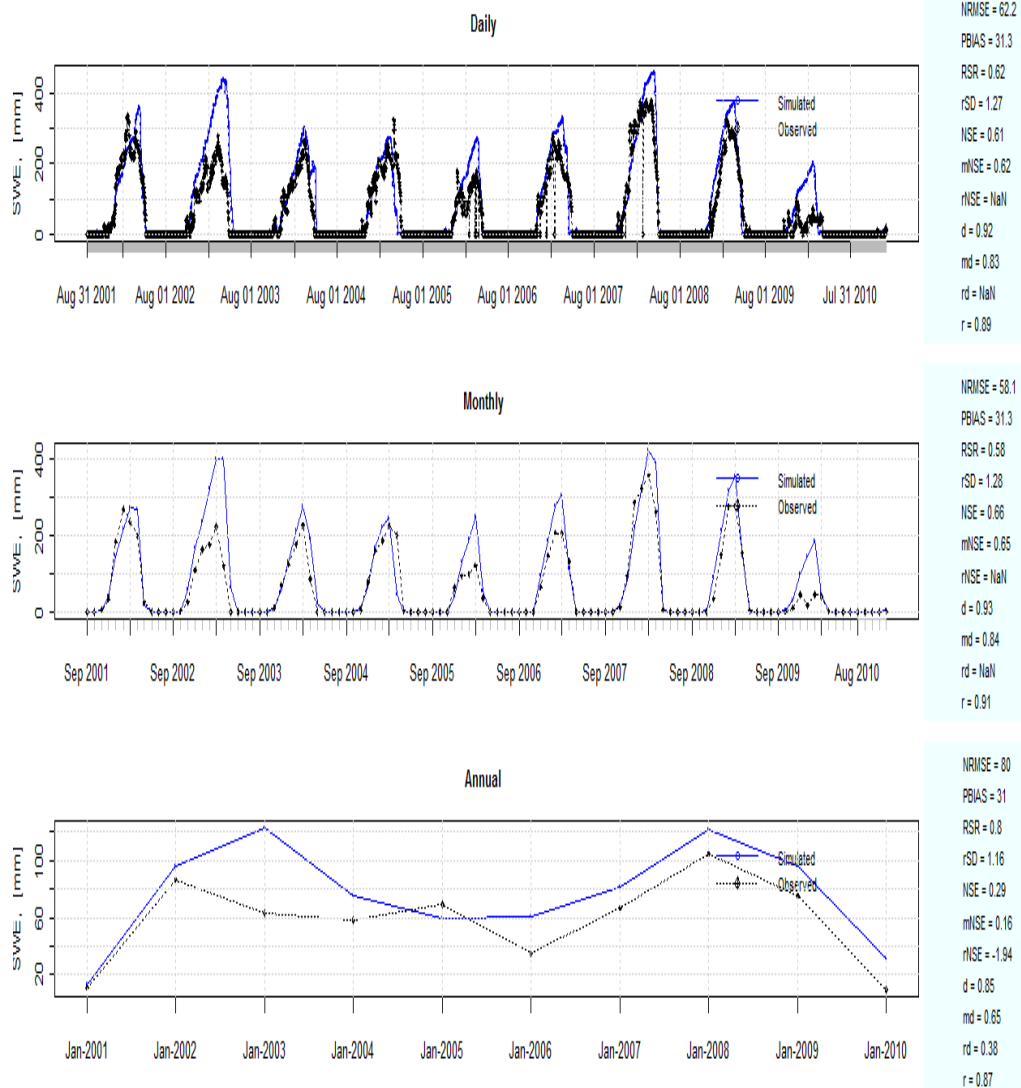 Daily
SWE, [mm]
400
200
0
Simulated
Observed
Aug 31 2001 Aug 01 2002 Aug 01 2003 Aug 01 2004 Aug 01 2005 Aug 01 2006 Aug 01 2007 Aug 01 2008 Aug 01 2009 Jul 31 2010
NRMSE = 62.2
PBIAS = 31.3
RSR = 0.62
rSD = 1.27
NSE = 0.61
mNSE = 0.62
rNSE = NaN
d = 0.92
md = 0.83
rd = NaN
r = 0.89
Monthly
SWE, [mm]
400
200
0
Simulated
Observed
Sep 2001 Sep 2002 Sep 2003 Sep 2004 Sep 2005 Sep 2006 Sep 2007 Sep 2008 Sep 2009 Aug 2010
NRMSE = 58.1
PBIAS = 31.3
RSR = 0.58
rSD = 1.28
NSE = 0.66
mNSE = 0.65
rNSE = NaN
d = 0.93
md = 0.84
rd = NaN
r = 0.91
Annual
SWE, [mm]
100
60
20
Simulated
Observed
Jan-2001 Jan-2002 Jan-2003 Jan-2004 Jan-2005 Jan-2006 Jan-2007 Jan-2008 Jan-2009 Jan-2010
NRMSE = 80
PBIAS = 31
RSR = 0.8
rSD = 1.16
NSE = 0.29
mNSE = 0.16
rNSE = -1.94
d = 0.85
md = 0.65
rd = 0.38
r = 0.87